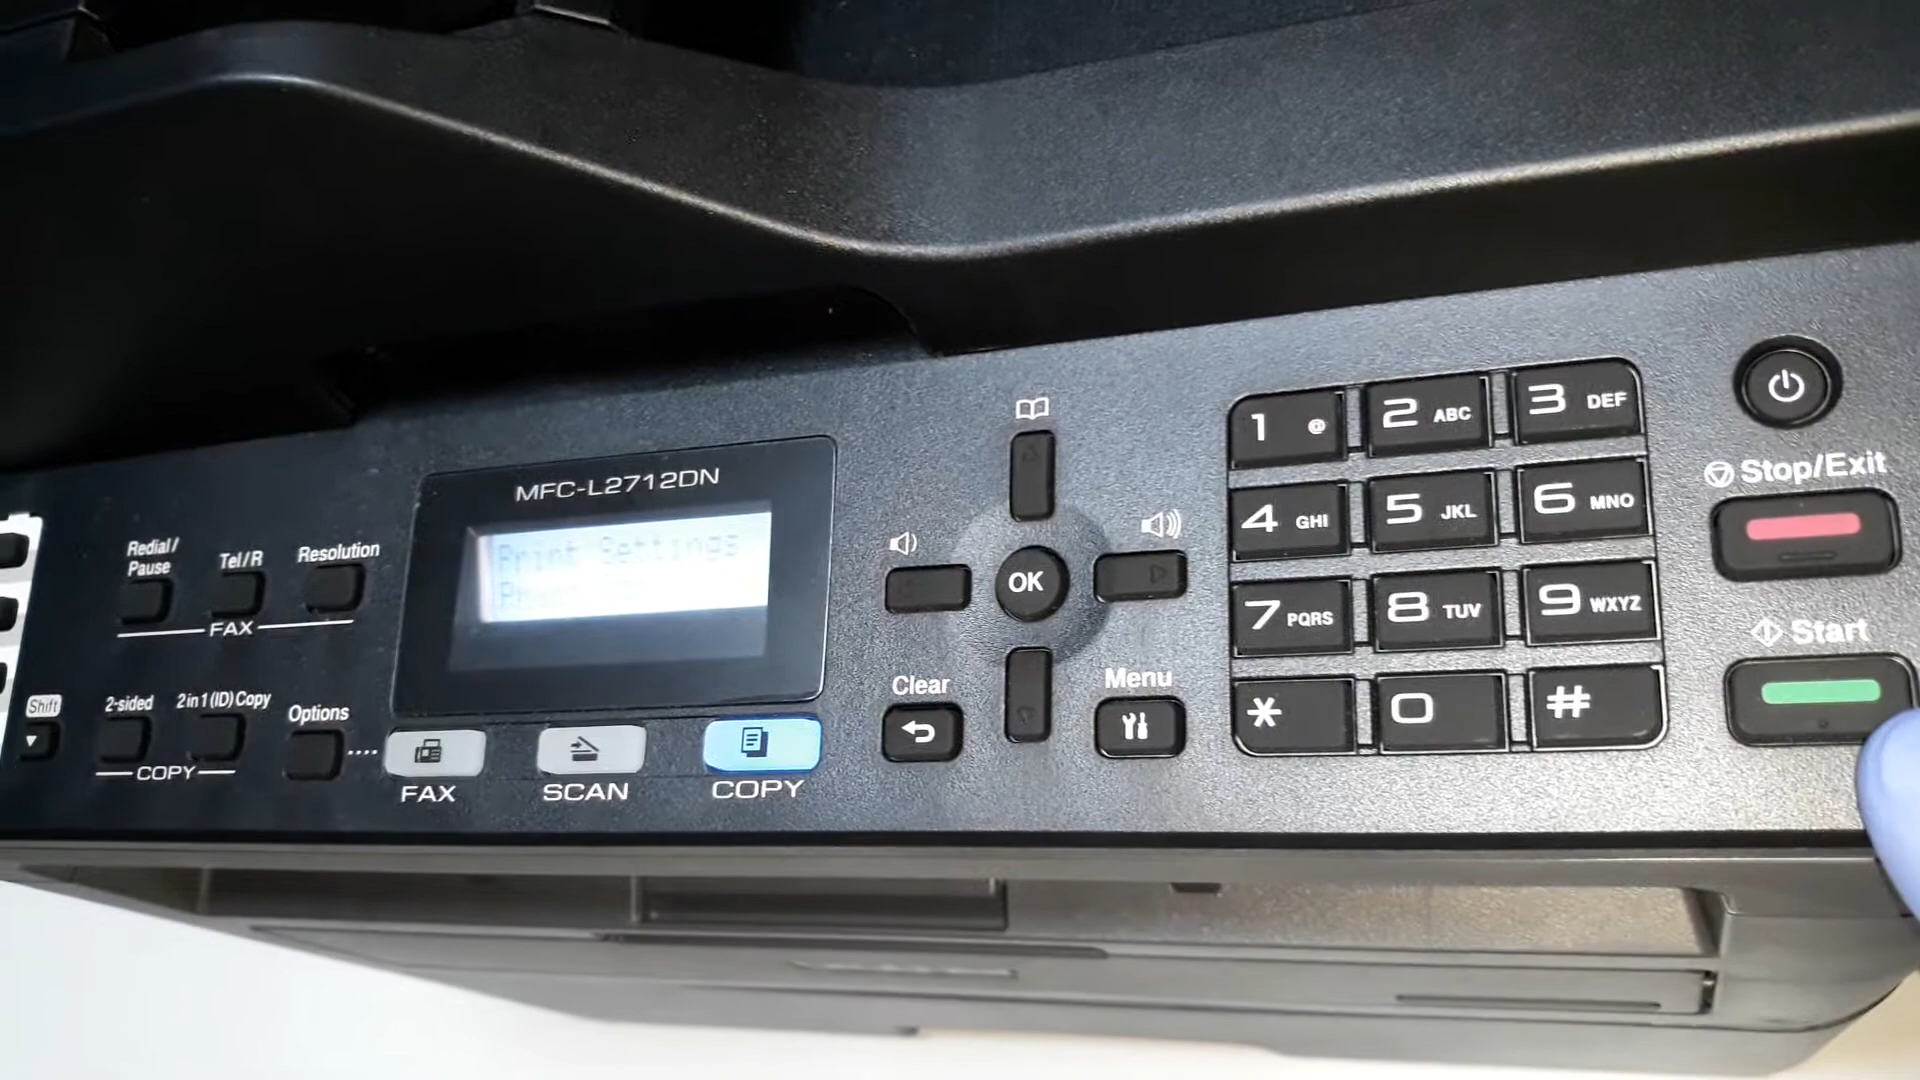 MFC-L2712DN
Print Settings
Redial/
Pause
Tel/R
Resolution
FAX
Shift
2-sided
2 in 1 (ID) Copy
Options
COPY
FAX
SCAN
COPY
OK
Clear
Menu
1 @
2 ABC
3 DEF
4 GHI
5 JKL
6 MNO
7 PQRS
8 TUV
9 WXYZ
*
0
#
Stop/Exit
Start